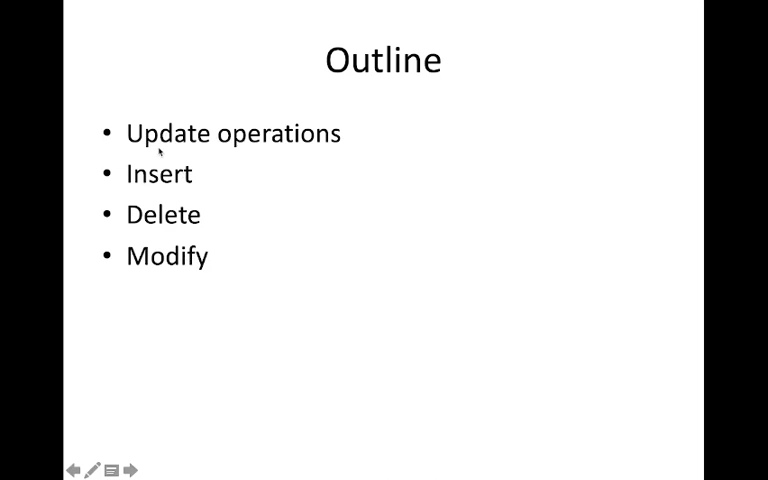 Outline
• Update operations
• Insert
• Delete
• Modify